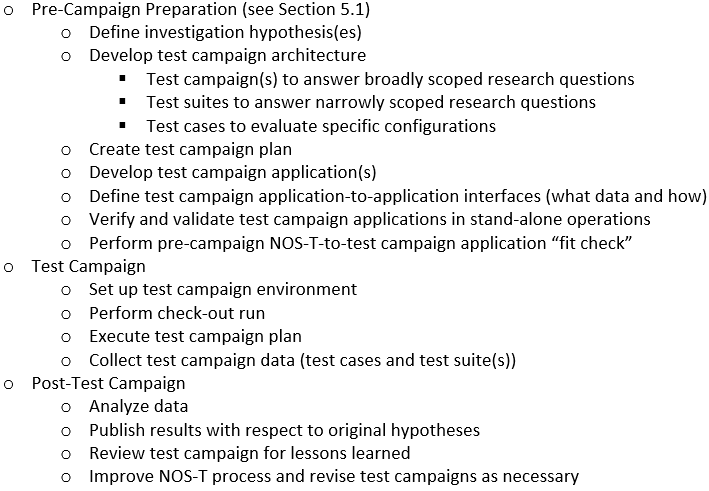 o Pre-Campaign Preparation (see Section 5.1)
o Define investigation hypothesis(es)
o Develop test campaign architecture
▪ Test campaign(s) to answer broadly scoped research questions
▪ Test suites to answer narrowly scoped research questions
▪ Test cases to evaluate specific configurations
o Create test campaign plan
o Develop test campaign application(s)
o Define test campaign application-to-application interfaces (what data and how)
o Verify and validate test campaign applications in stand-alone operations
o Perform pre-campaign NOS-T-to-test campaign application “fit check”
o Test Campaign
o Set up test campaign environment
o Perform check-out run
o Execute test campaign plan
o Collect test campaign data (test cases and test suite(s))
o Post-Test Campaign
o Analyze data
o Publish results with respect to original hypotheses
o Review test campaign for lessons learned
o Improve NOS-T process and revise test campaigns as necessary